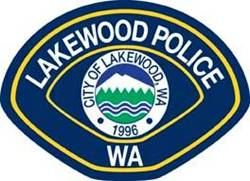 LAKEWOOD POLICE
CITY OF LAKEWOOD, WA
1996
WA